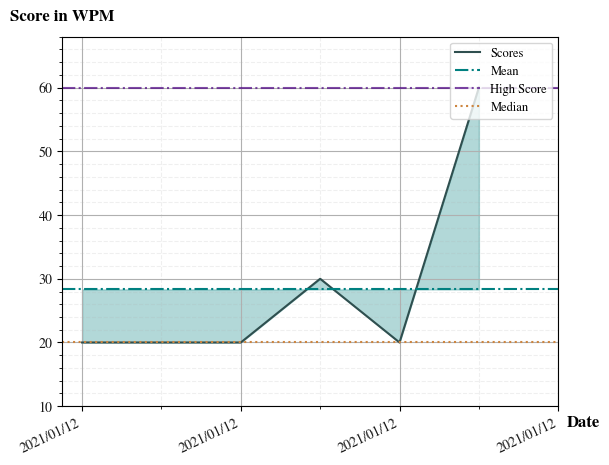 Score in WPM
Scores
Mean
High Score
Median
60
50
40
30
20
10
2021/01/12
2021/01/12
2021/01/12
2021/01/12
Date